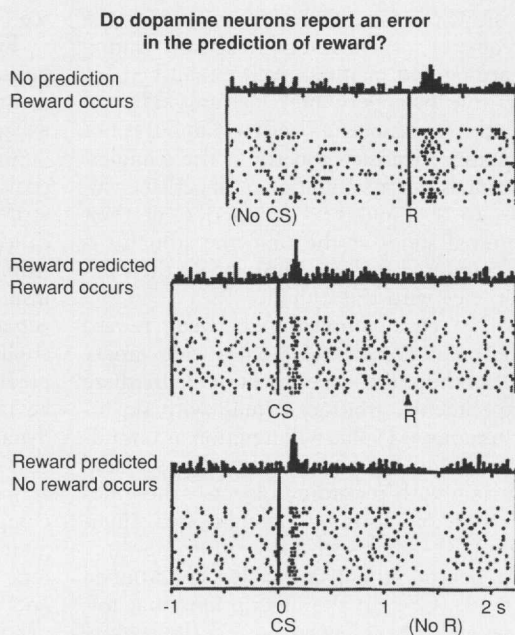 Do dopamine neurons report an error
in the prediction of reward?
No prediction
Reward occurs
(No CS)
R
Reward predicted
Reward occurs
CS
R
Reward predicted
No reward occurs
-1
0
1
2 s
CS
(No R)